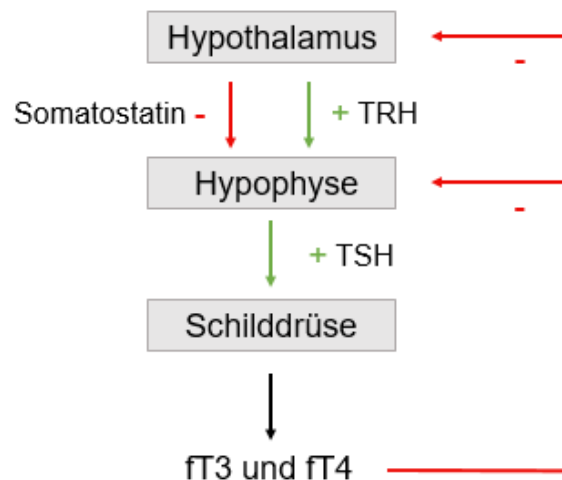 Hypothalamus
-
Somatostatin - + TRH
Hypophyse
-
+ TSH
Schilddrüse
fT3 und fT4